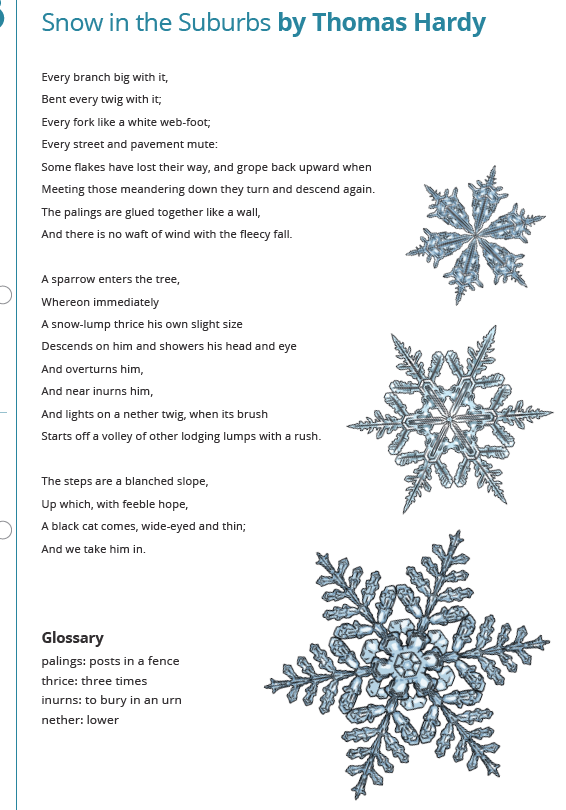 Snow in the Suburbs by Thomas Hardy
Every branch big with it,
Bent every twig with it;
Every fork like a white web-foot;
Every street and pavement mute:
Some flakes have lost their way, and grope back upward when
Meeting those meandering down they turn and descend again.
The palings are glued together like a wall,
And there is no waft of wind with the fleecy fall.
A sparrow enters the tree,
Whereon immediately
A snow-lump thrice his own slight size
Descends on him and showers his head and eye
And overturns him,
And near inurns him,
And lights on a nether twig, when its brush
Starts off a volley of other lodging lumps with a rush.
The steps are a blanched slope,
Up which, with feeble hope,
A black cat comes, wide-eyed and thin;
And we take him in.
Glossary
palings: posts in a fence
thrice: three times
inurns: to bury in an urn
nether: lower